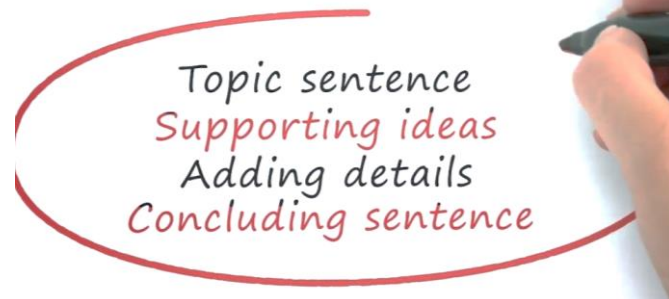 Topic sentence
Supporting ideas
Adding details
Concluding sentence